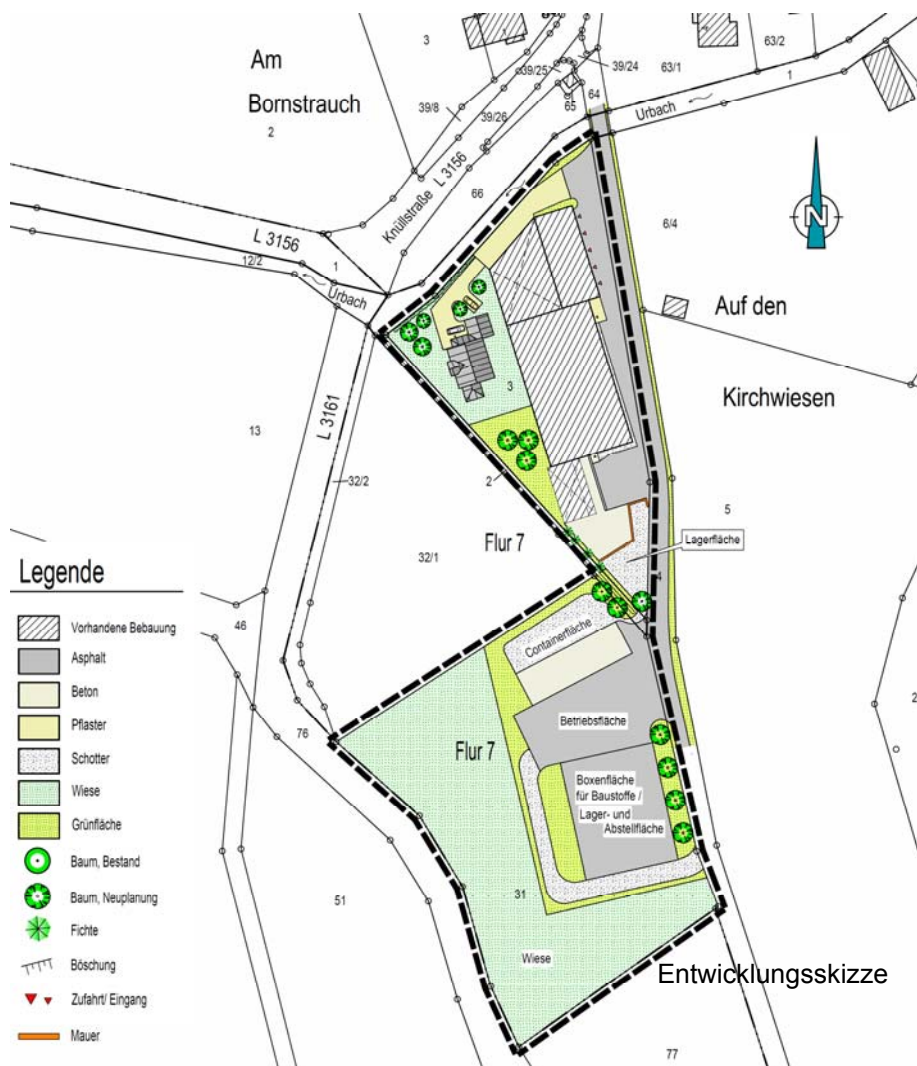 3
63/2
Am
39/25
39/24
63/1
1
Bornstrauch
39/8
65
64
Urbach
2
39/26
L 3156
Knüllstraße
66
N
6/4
L 3156
12/2
1
Urbach
Auf den
3
Kirchwiesen
L 3161
13
32/2
2
5
Flur 7
Lagerfläche
32/1
4
Legende
46
Vorhandene Bebauung
Asphalt
Beton
Pflaster
Schotter
Wiese
Grünfläche
Baum, Bestand
Baum, Neuplanung
Fichte
Böschung
Zufahrt/ Eingang
Mauer
Containerfläche
2
76
Betriebsfläche
Flur 7
Boxenfläche
für Baustoffe /
Lager- und
Abstellfläche
51
31
Wiese
Entwicklungsskizze
77